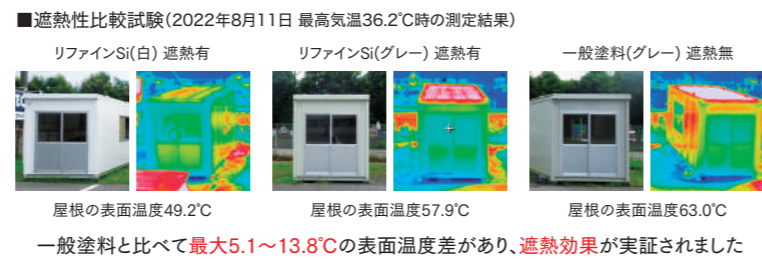 ■遮熱性比較試験(2022年8月11日 最高気温36.2℃時の測定結果)
リファインSi(白) 遮熱有
リファインSi(グレー) 遮熱有
一般塗料(グレー) 遮熱無
屋根の表面温度49.2℃
屋根の表面温度57.9℃
屋根の表面温度63.0℃
一般塗料と比べて最大5.1〜13.8℃の表面温度差があり、遮熱効果が実証されました